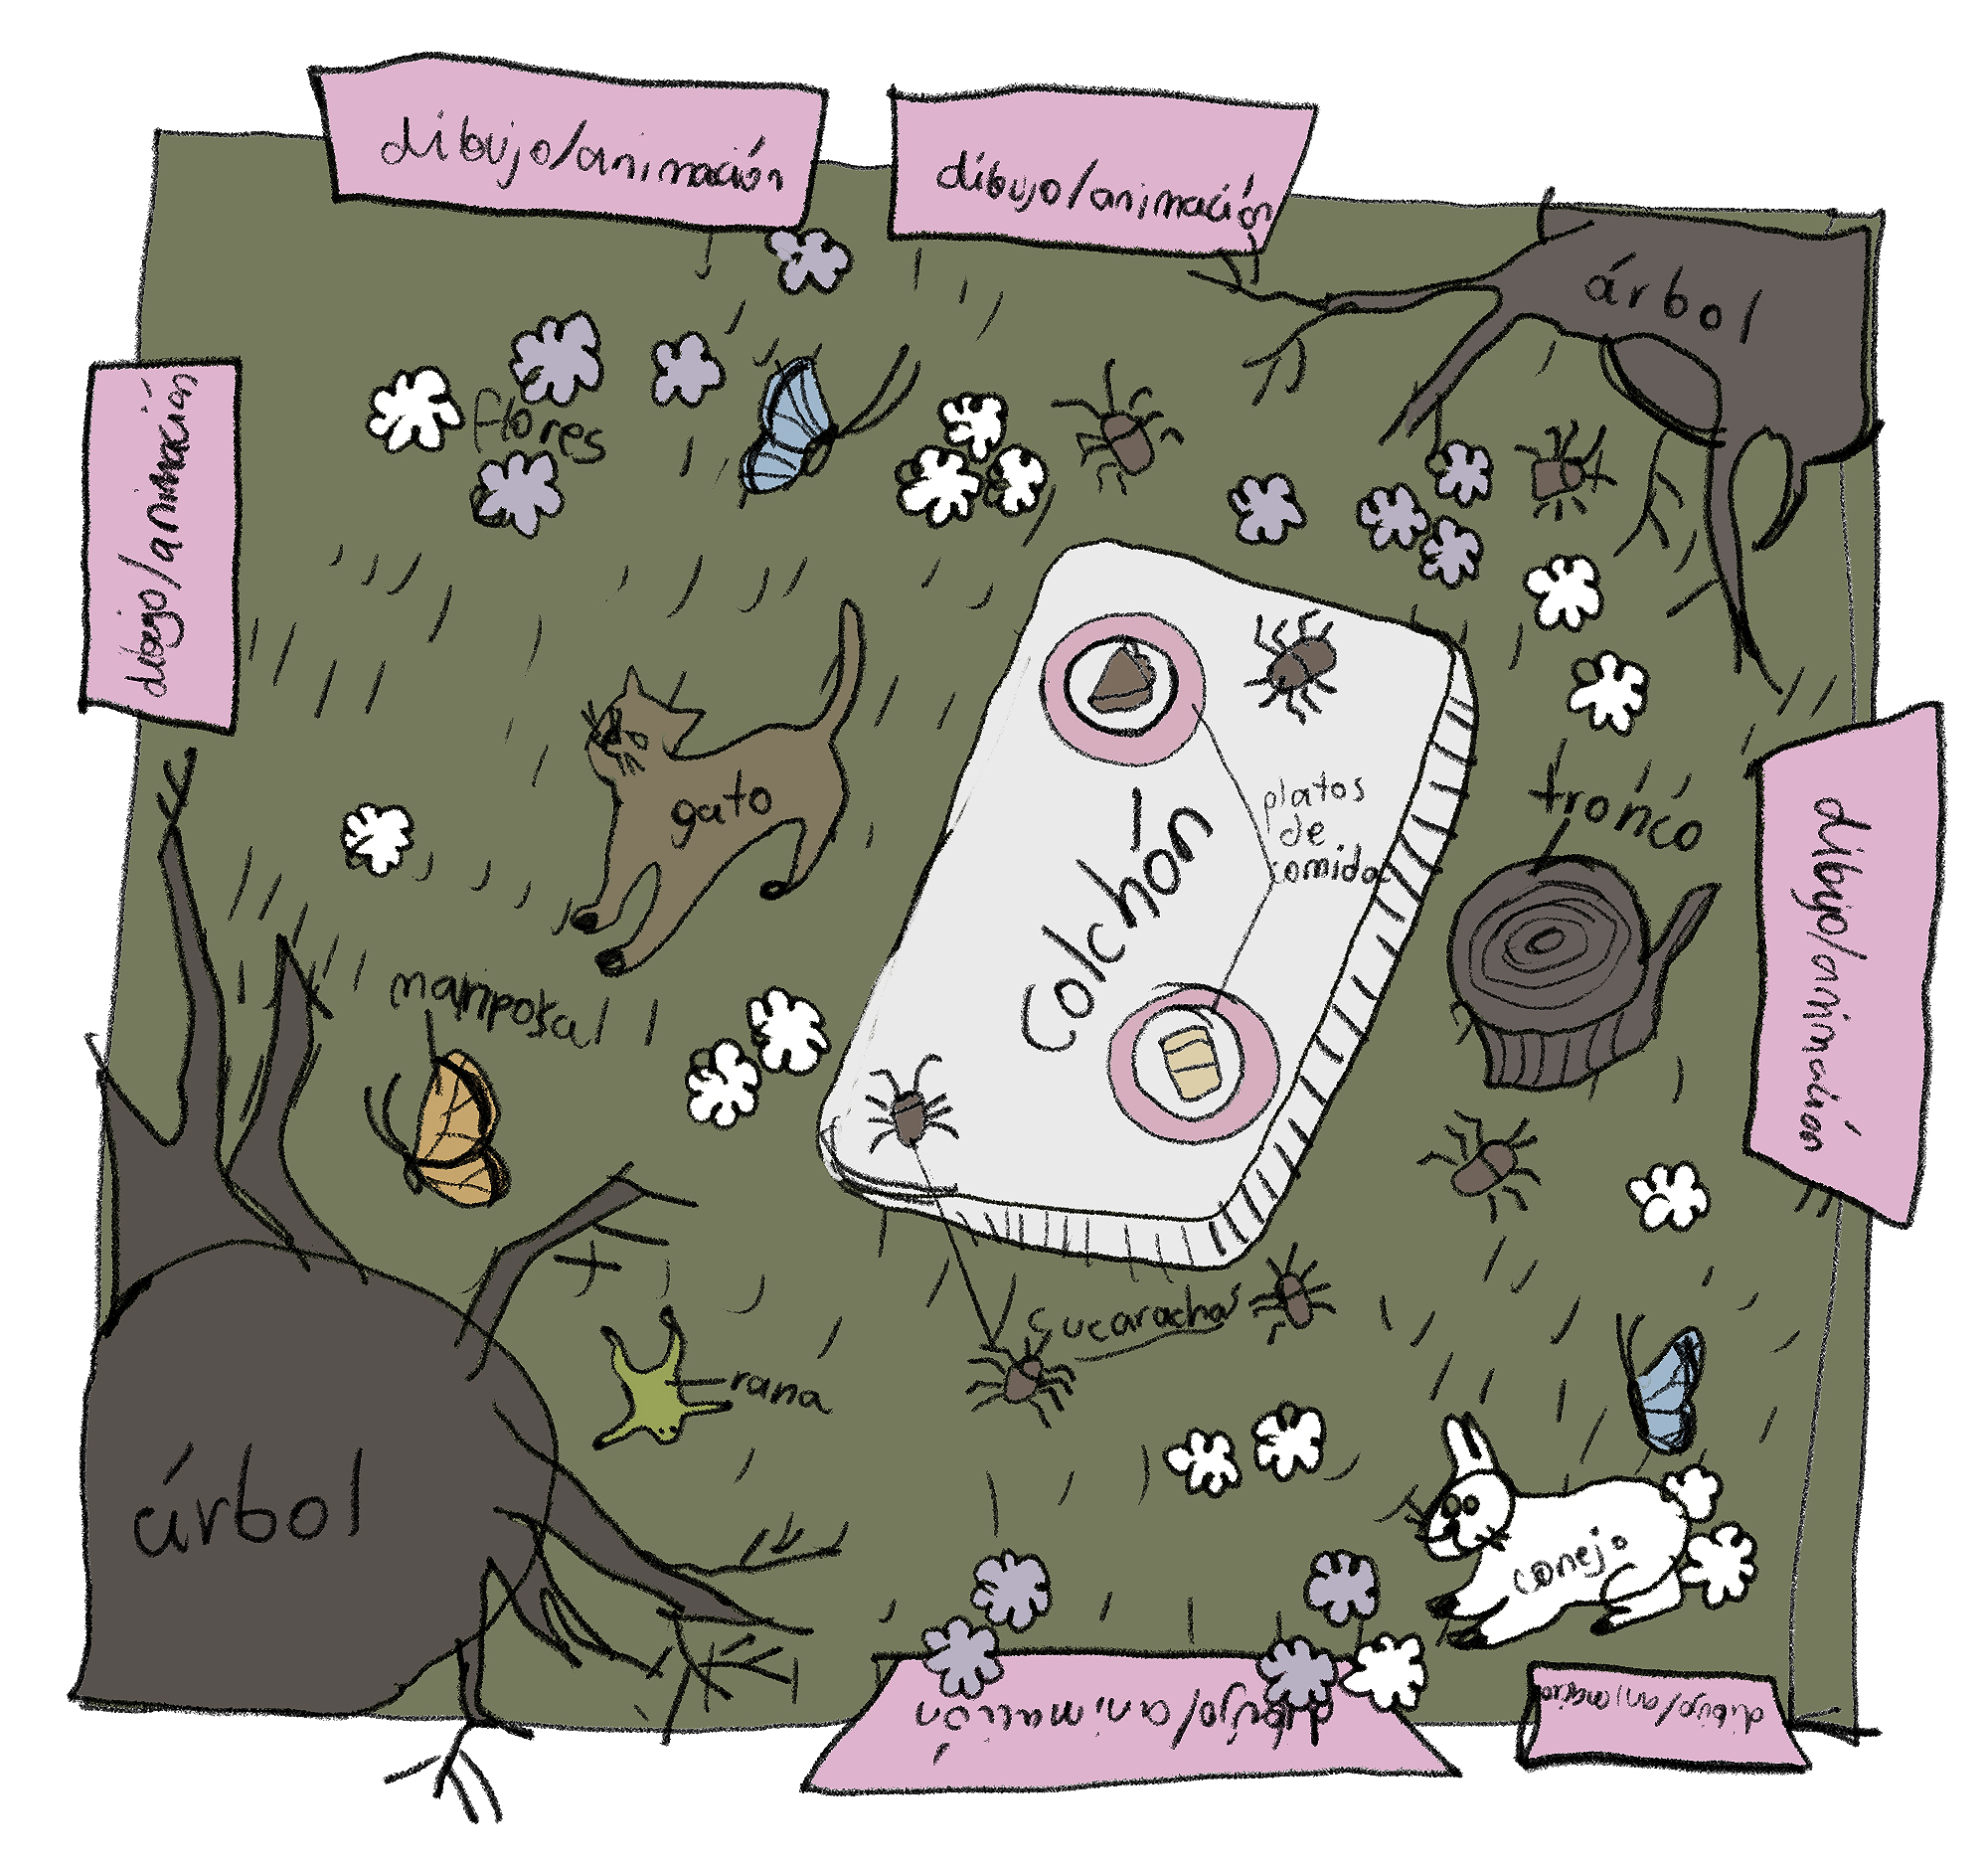 dibujo/animación
dibujo/animación
árbol
dibujo/animación
flores
gato
platos
de
comida
Colchón
tronco
dibujo/animación
mariposa
cucarachas
rana
árbol
conejo
dibujo/animación
dibujo/animación